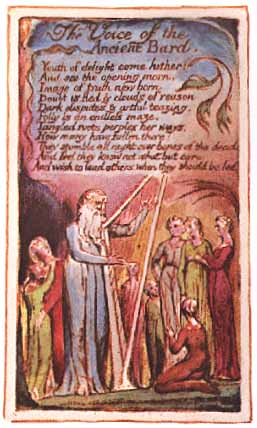 The Voice of the
Ancient Bard.
Youth of delight come hither:
And see the opening morn,
Image of truth new born.
Doubt is fled & clouds of reason
Dark disputes & artful teazing.
Folly is an endless maze,
Tangled roots perplex her ways,
How many have fallen there!
They stumble all night over bones of the dead
And feel they know not what but care
And wish to lead others when they should be led